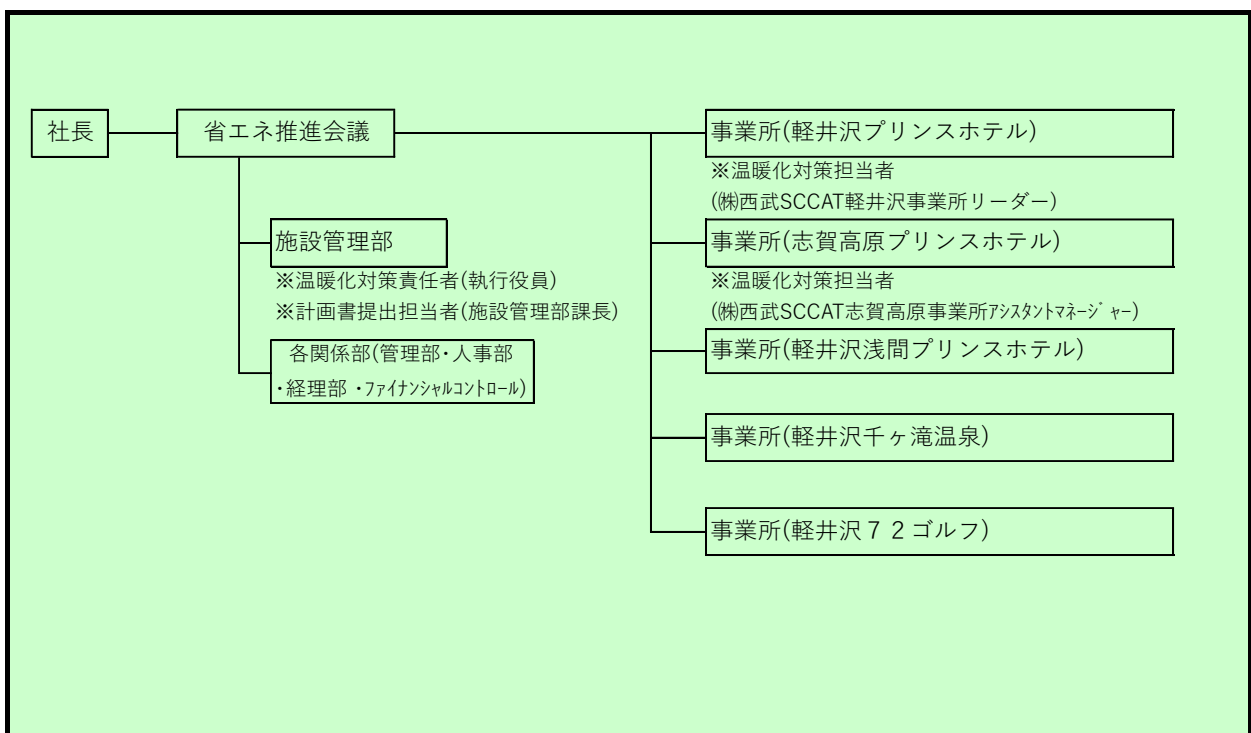 社長
省エネ推進会議
施設管理部
※温暖化対策責任者(執行役員)
※計画書提出担当者(施設管理部課長)
各関係部(管理部・人事部
・経理部・ﾌｧｲﾅﾝｼｬﾙｺﾝﾄﾛｰﾙ)
事業所(軽井沢プリンスホテル)
※温暖化対策担当者
(㈱西武SCCAT軽井沢事業所リーダー)
事業所(志賀高原プリンスホテル)
※温暖化対策担当者
(㈱西武SCCAT志賀高原事業所ｱｼｽﾀﾝﾄﾏﾈｰｼﾞｬｰ)
事業所(軽井沢浅間プリンスホテル)
事業所(軽井沢千ヶ滝温泉)
事業所(軽井沢７２ゴルフ)